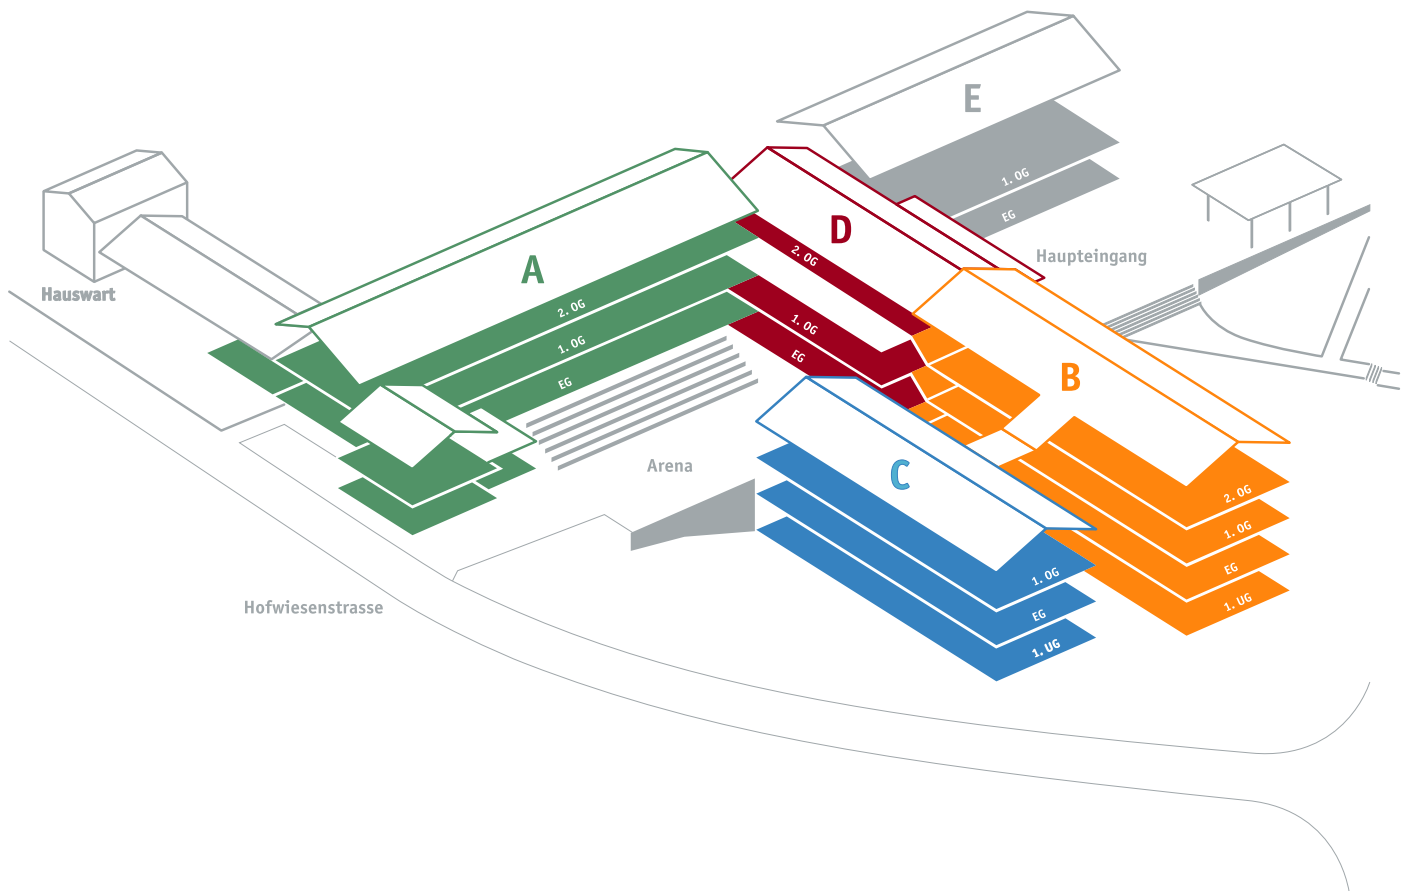 E
1. OG
EG
D
2. OG
1. OG
EG
Haupteingang
A
2. OG
1. OG
EG
Hauswart
B
2. OG
1. OG
EG
1. UG
Arena
C
1. OG
EG
1. UG
Hofwiesenstrasse